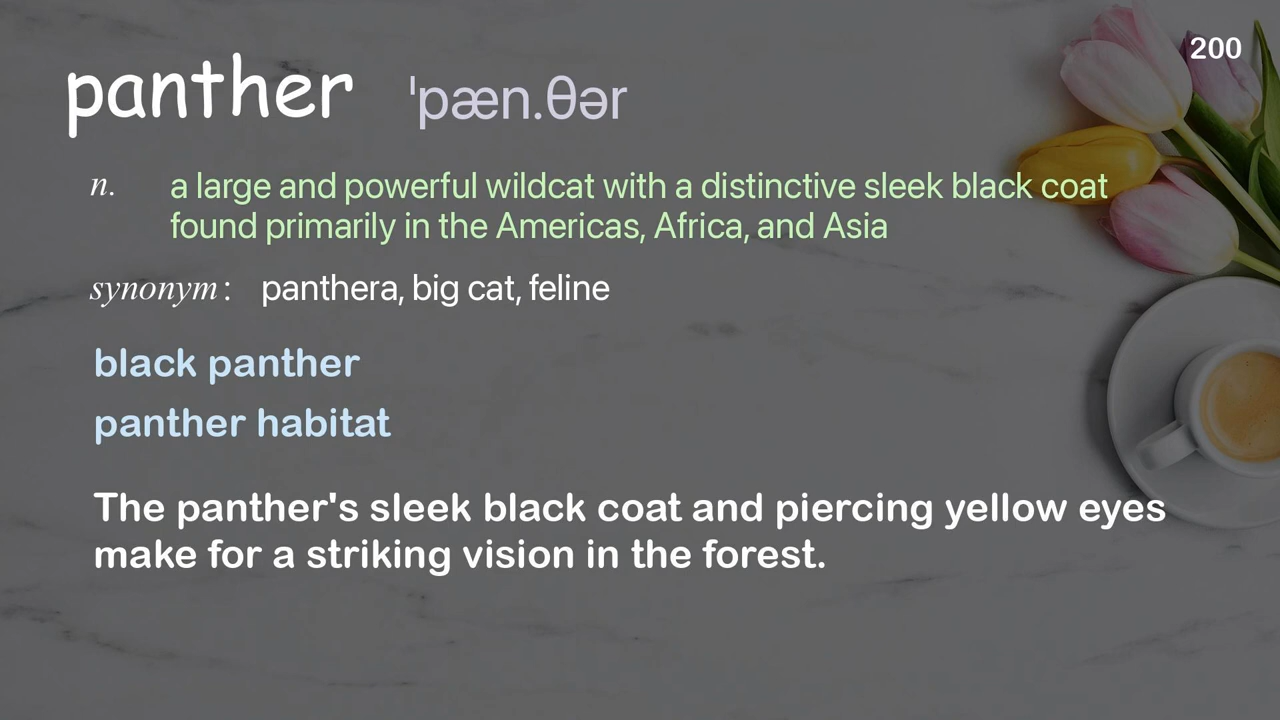 200
panther ˈpæn.θər
n. a large and powerful wildcat with a distinctive sleek black coat
found primarily in the Americas, Africa, and Asia
synonym : panthera, big cat, feline
black panther
panther habitat
The panther's sleek black coat and piercing yellow eyes
make for a striking vision in the forest.